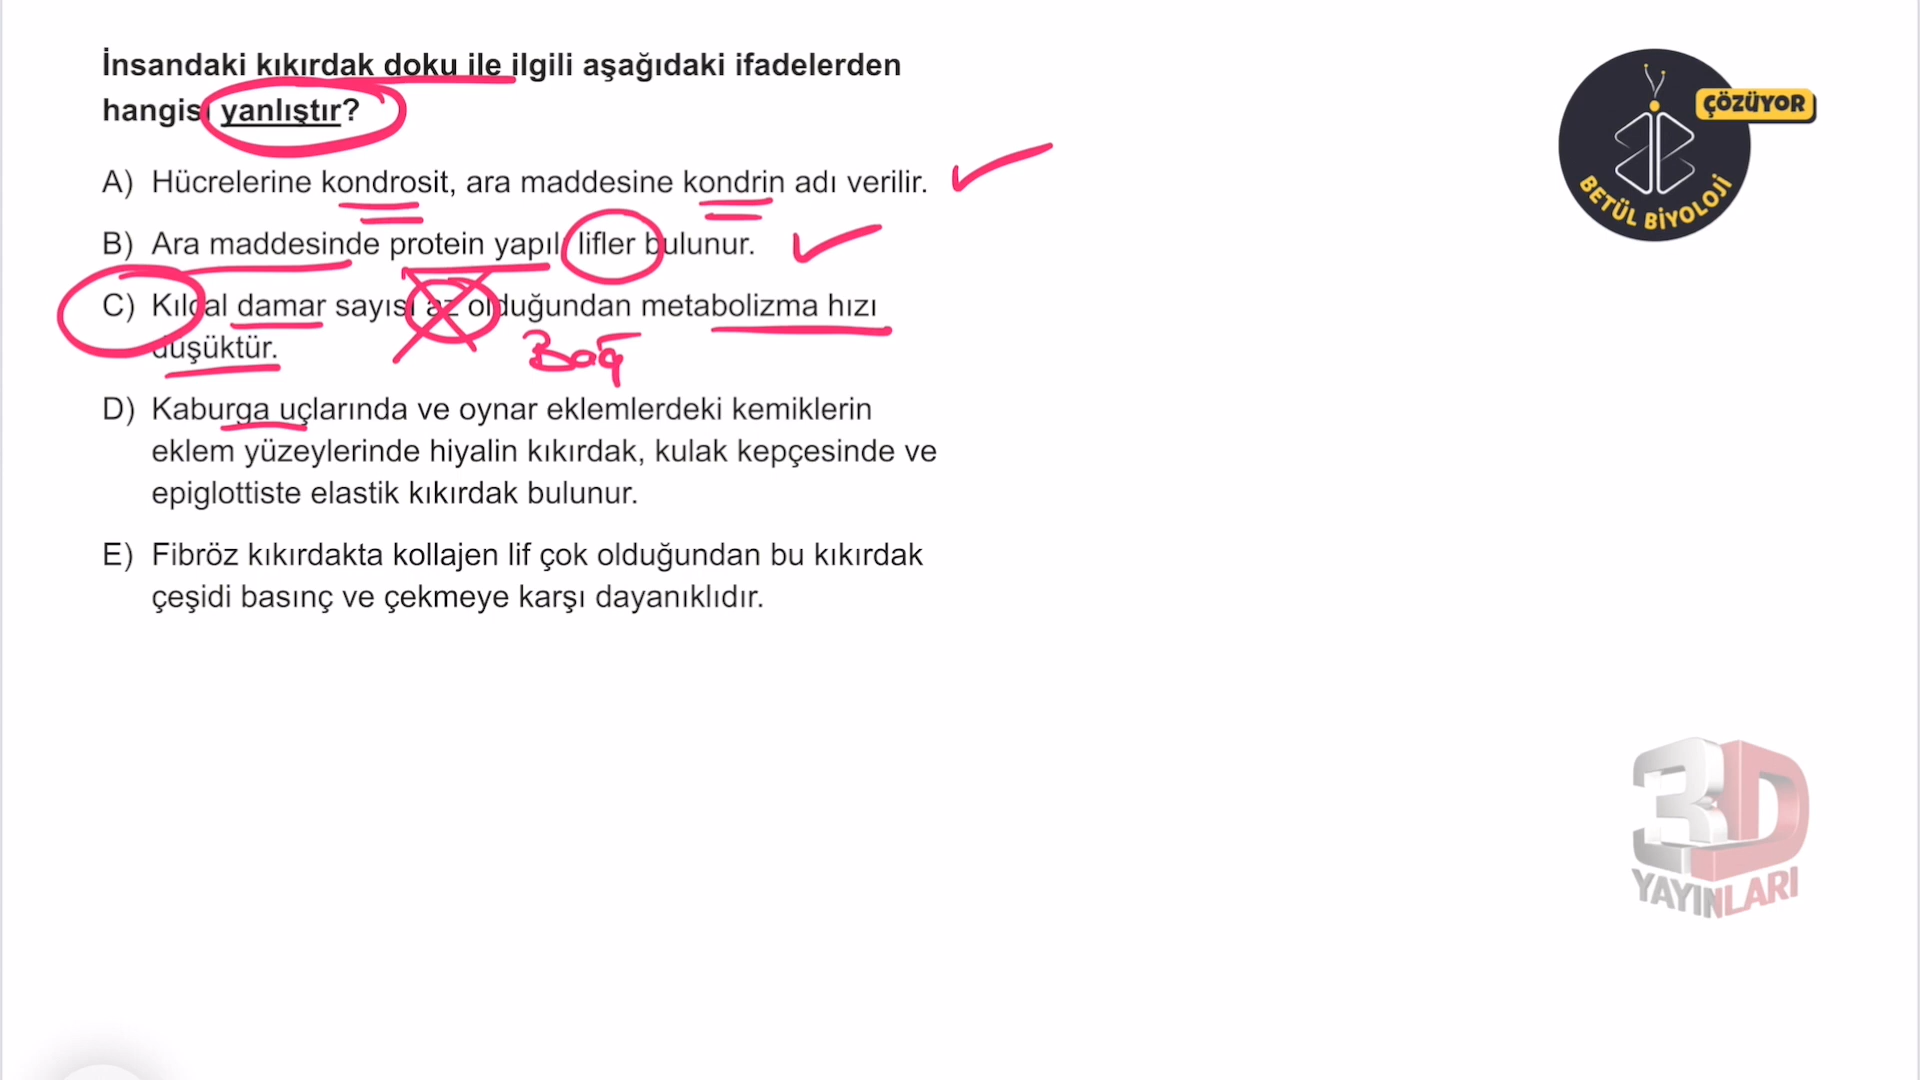 İnsandaki kıkırdak doku ile ilgili aşağıdaki ifadelerden
hangisi yanlıştır?
A) Hücrelerine kondrosit, ara maddesine kondrin adı verilir.
B) Ara maddesinde protein yapılı lifler bulunur.
C) Kılcal damar sayısı az olduğundan metabolizma hızı
Bağ
düşüktür.
D) Kaburga uçlarında ve oynar eklemlerdeki kemiklerin
eklem yüzeylerinde hiyalin kıkırdak, kulak kepçesinde ve
epiglottiste elastik kıkırdak bulunur.
E) Fibröz kıkırdakta kollajen lif çok olduğundan bu kıkırdak
çeşidi basınç ve çekmeye karşı dayanıklıdır.
ÇÖZÜYOR
BETÜL BİYOLOJİ
3D
YAYINLARI